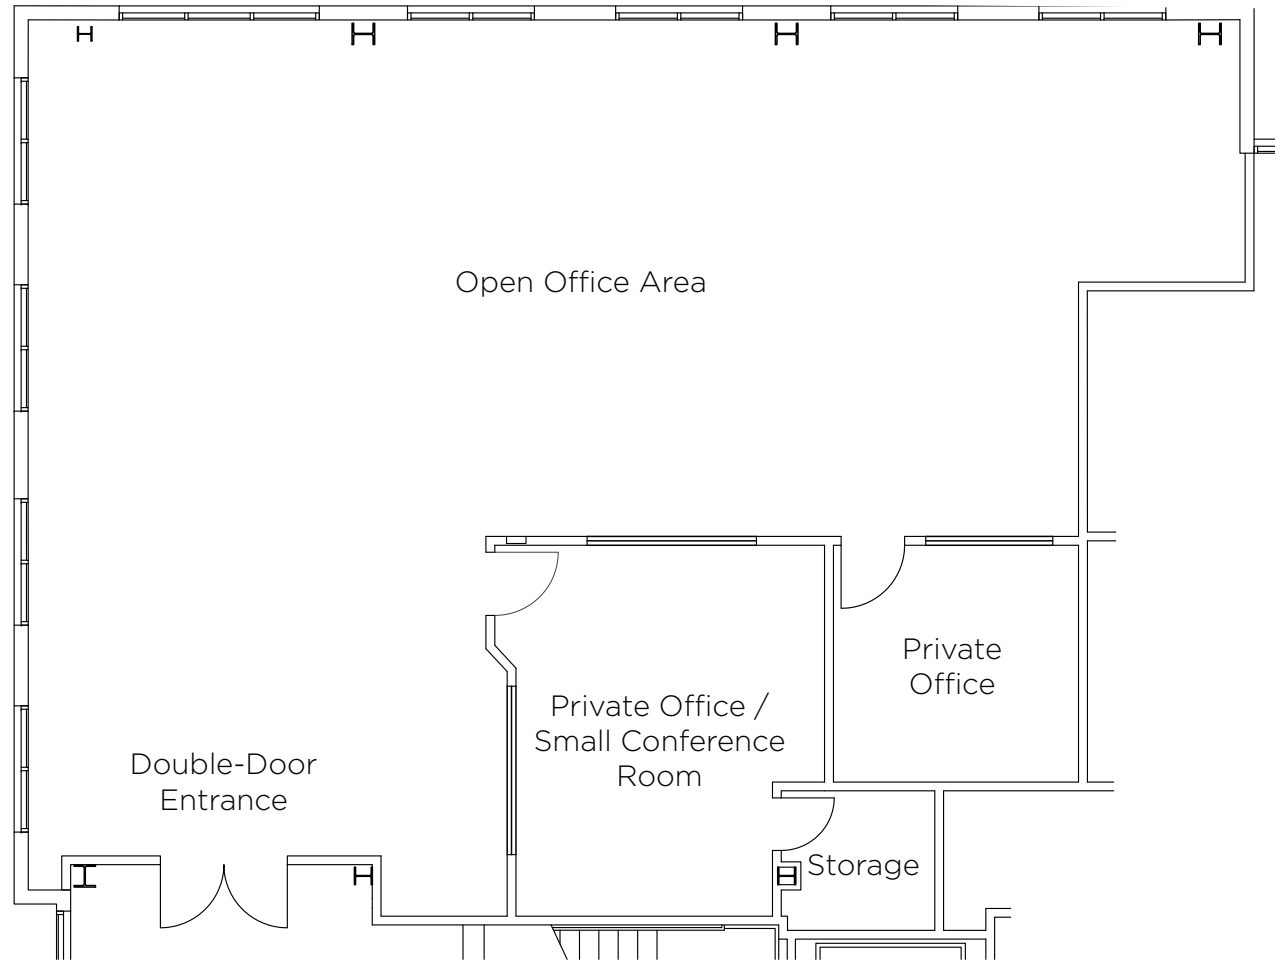 Open Office Area
Private
Office
Private Office /
Small Conference
Room
Double-Door
Entrance
Storage